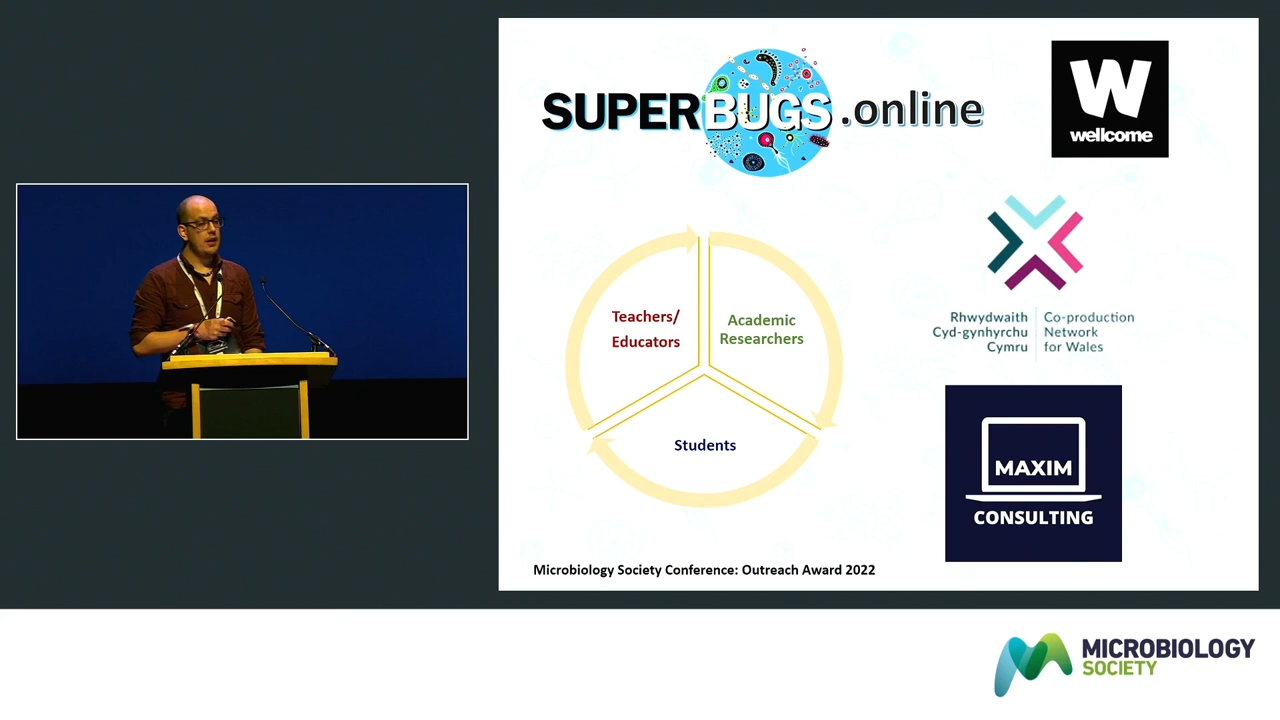 SUPERBUGS.online
wellcome
Teachers/
Educators
Academic
Researchers
Students
Rhwydwaith
Cyd-gynhyrchu
Cymru
Co-production
Network
for Wales
MAXIM
CONSULTING
Microbiology Society Conference: Outreach Award 2022
MICROBIOLOGY
SOCIETY